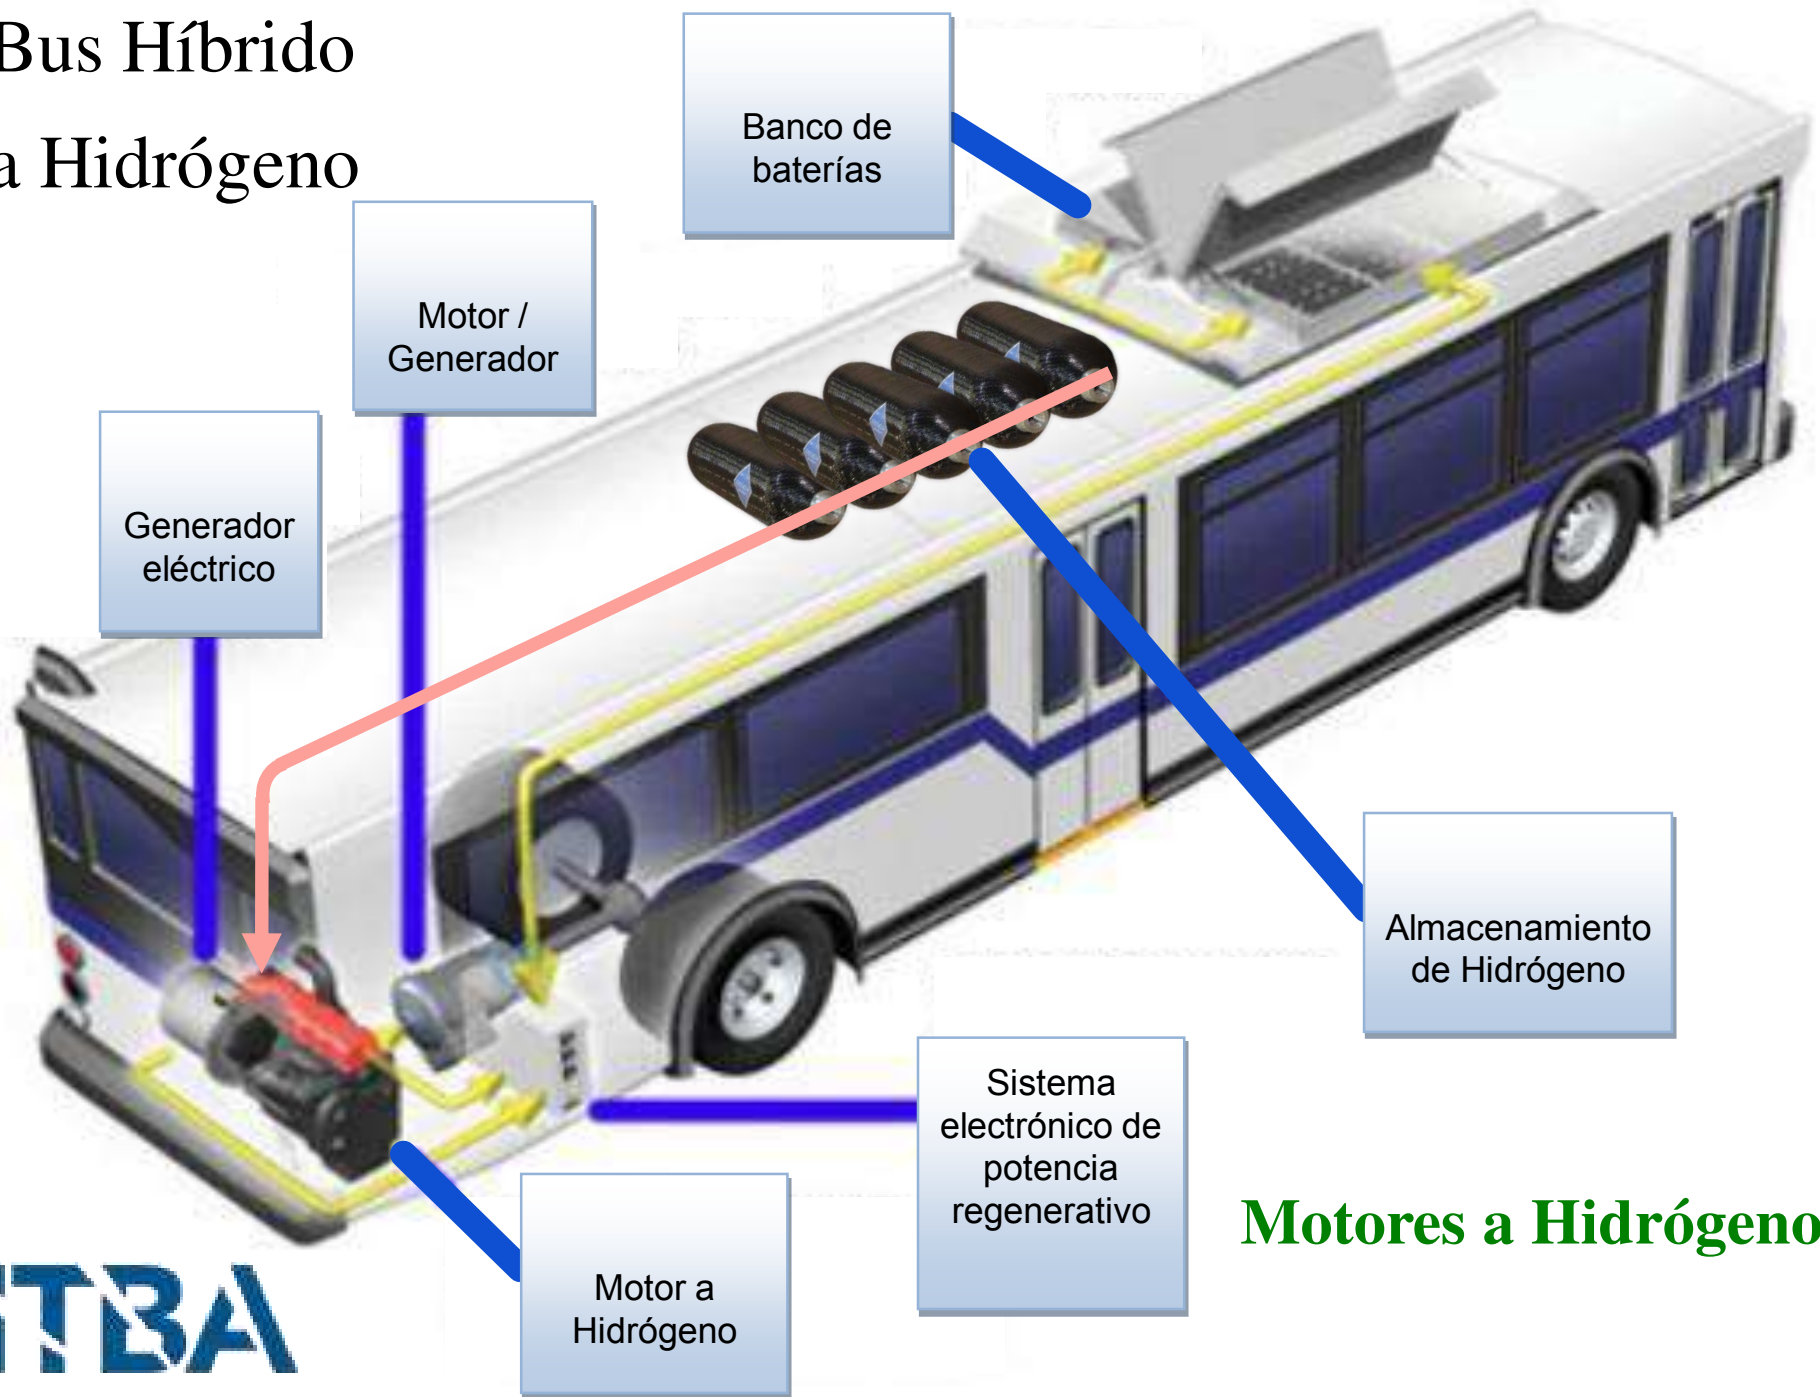 Bus Híbrido
a Hidrógeno
Banco de
baterías
Motor /
Generador
Generador
eléctrico
Almacenamiento
de Hidrógeno
Sistema
electrónico de
potencia
regenerativo
Motores a Hidrógeno
Motor a
Hidrógeno
ITBA